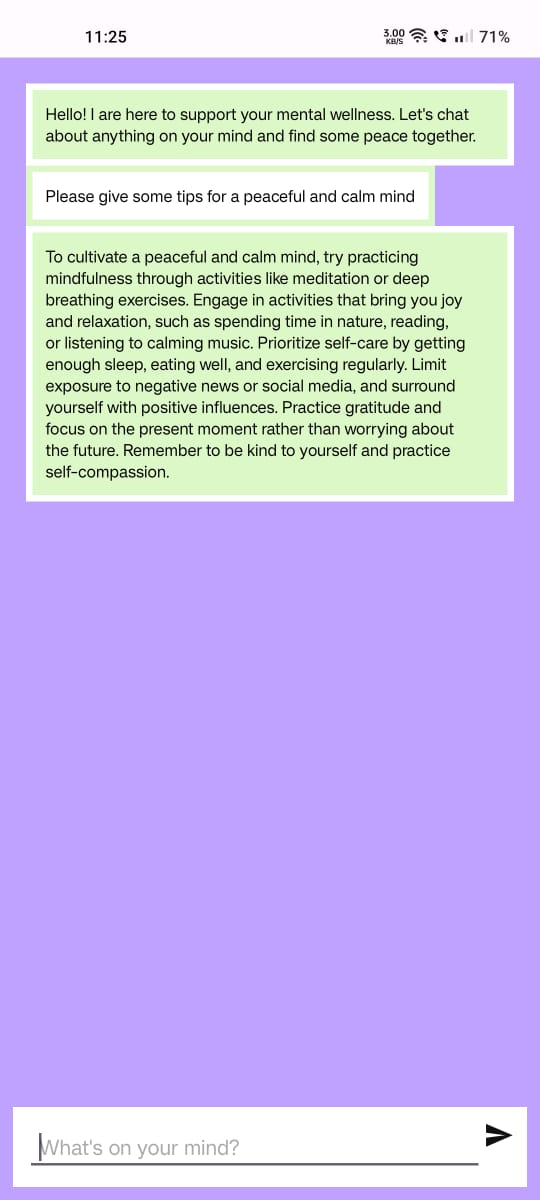 11:25
3.00
KB/S
71%
Hello! I are here to support your mental wellness. Let's chat
about anything on your mind and find some peace together.
Please give some tips for a peaceful and calm mind
To cultivate a peaceful and calm mind, try practicing
mindfulness through activities like meditation or deep
breathing exercises. Engage in activities that bring you joy
and relaxation, such as spending time in nature, reading,
or listening to calming music. Prioritize self-care by getting
enough sleep, eating well, and exercising regularly. Limit
exposure to negative news or social media, and surround
yourself with positive influences. Practice gratitude and
focus on the present moment rather than worrying about
the future. Remember to be kind to yourself and practice
self-compassion.
What's on your mind?